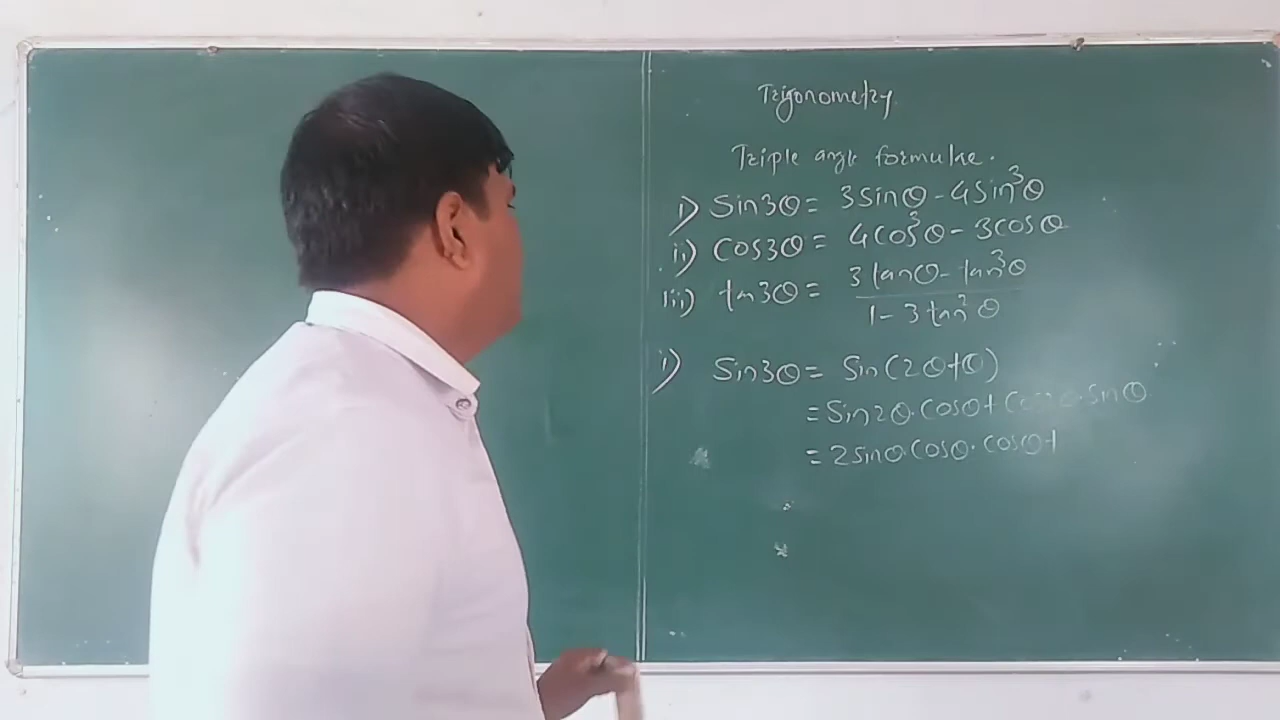 Trigonometry
Triple angle formulae.
i) Sin3θ = 3sinθ - 4sin³θ
ii) Cos3θ = 4cos³θ - 3cosθ
iii) tan3θ = 3tanθ - tan³θ
1 - 3tan²θ
i) Sin3θ = Sin(2θ+θ)
= Sin2θ·Cosθ + Cos2θ·Sinθ
= 2sinθ·Cosθ·Cosθ +